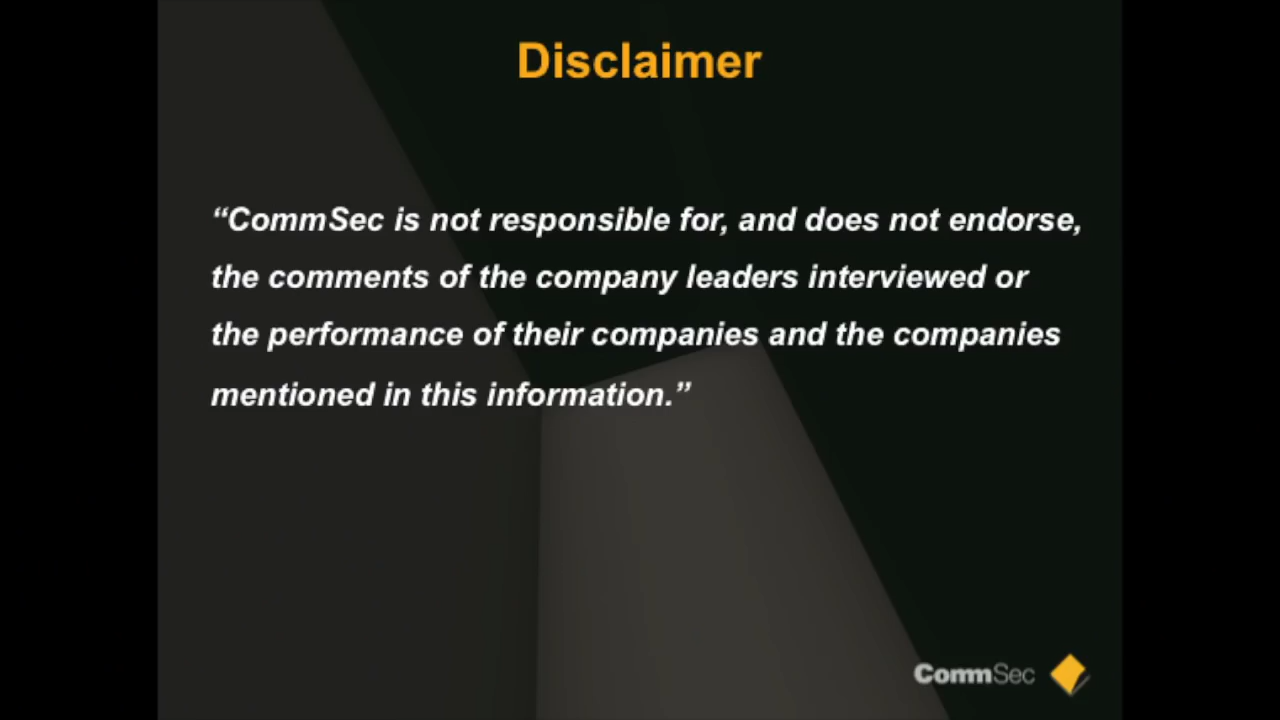 Disclaimer
“CommSec is not responsible for, and does not endorse,
the comments of the company leaders interviewed or
the performance of their companies and the companies
mentioned in this information.”
CommSec